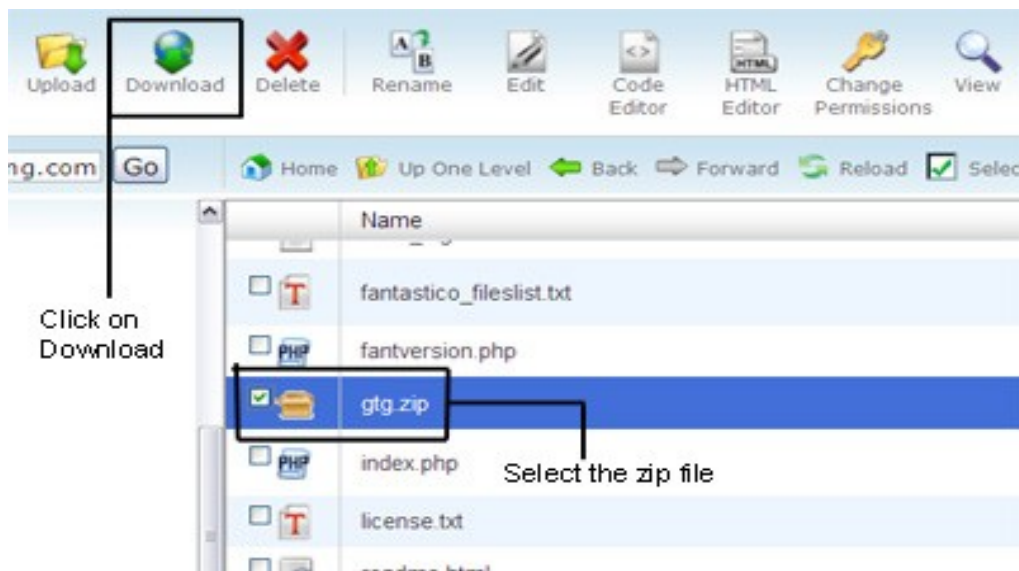 Upload Download Delete Rename Edit Code Editor HTML Editor Change Permissions View
ng.com Go Home Up One Level Back Forward Reload Selec
Name
fantastico_fileslist.txt
Click on
Download
fantversion.php
gtg.zip
index.php
Select the zip file
license.txt